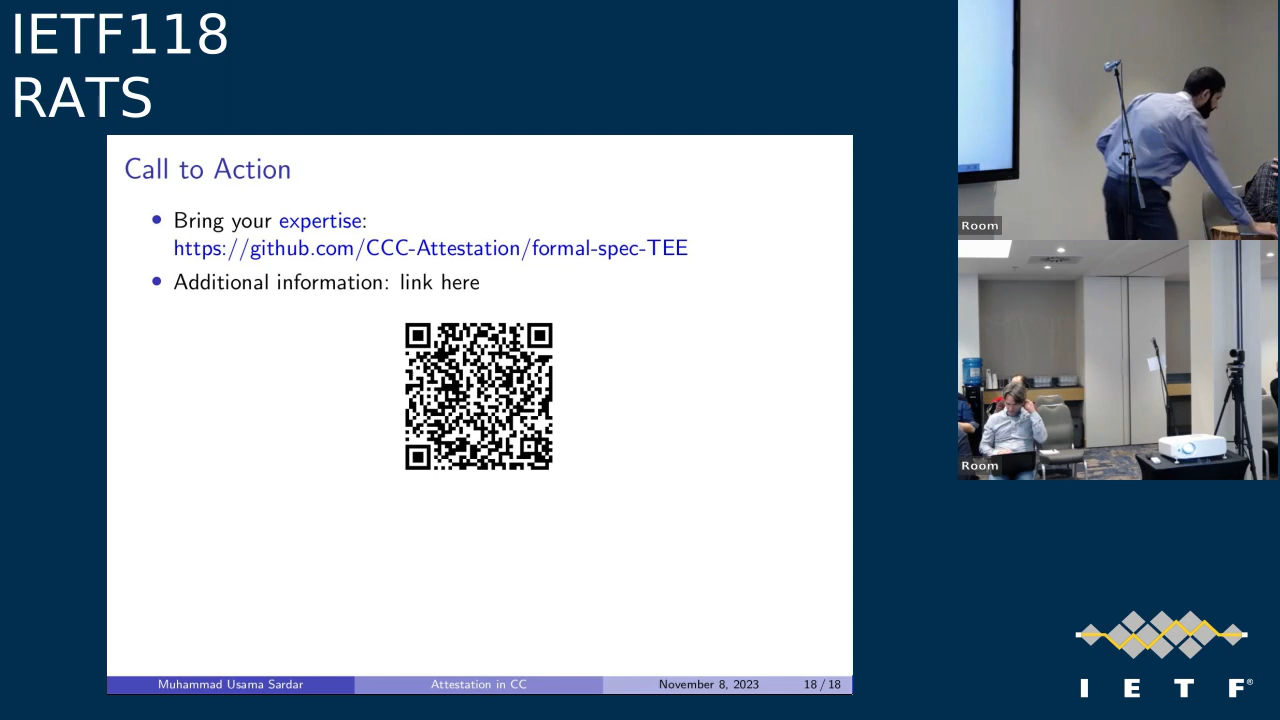 IETF118
RATS
Call to Action
Bring your expertise:
https://github.com/CCC-Attestation/formal-spec-TEE
Additional information: link here
Muhammad Usama Sardar
Attestation in CC
November 8, 2023
18 / 18
Room
Room
I E T F®